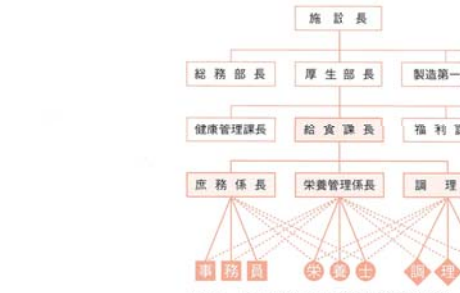 施設長
総務部長 厚生部長 製造第一
健康管理課長 給食課長 福利
庶務係長 栄養管理係長 調理
事務員 栄養士 調理